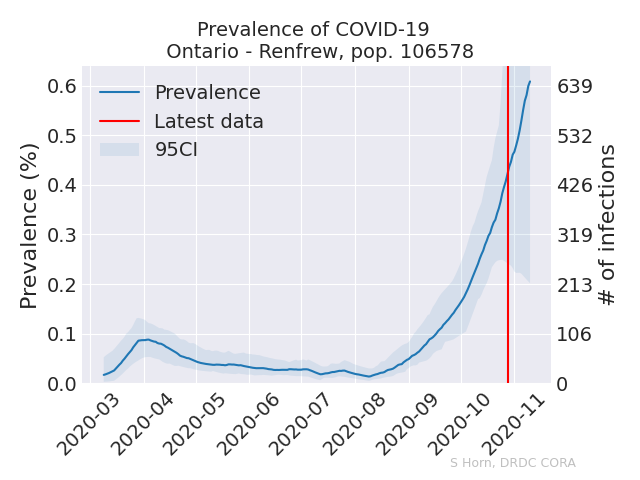 Prevalence of COVID-19
Ontario - Renfrew, pop. 106578
Prevalence (%)
0.6
0.5
0.4
0.3
0.2
0.1
0.0
Prevalence
Latest data
95CI
639
532
426
319
213
106
0
# of infections
2020-03
2020-04
2020-05
2020-06
2020-07
2020-08
2020-09
2020-10
2020-11
S Horn, DRDC CORA